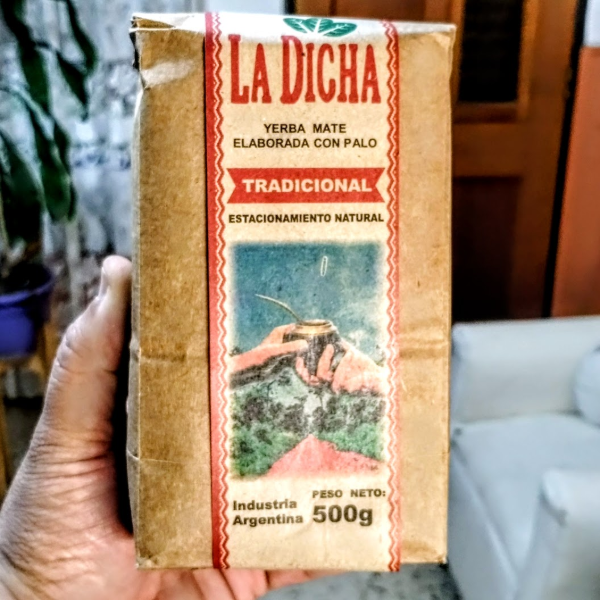 LA DICHA
YERBA MATE
ELABORADA CON PALO
TRADICIONAL
ESTACIONAMIENTO NATURAL
Industria
Argentina
PESO NETO:
500g